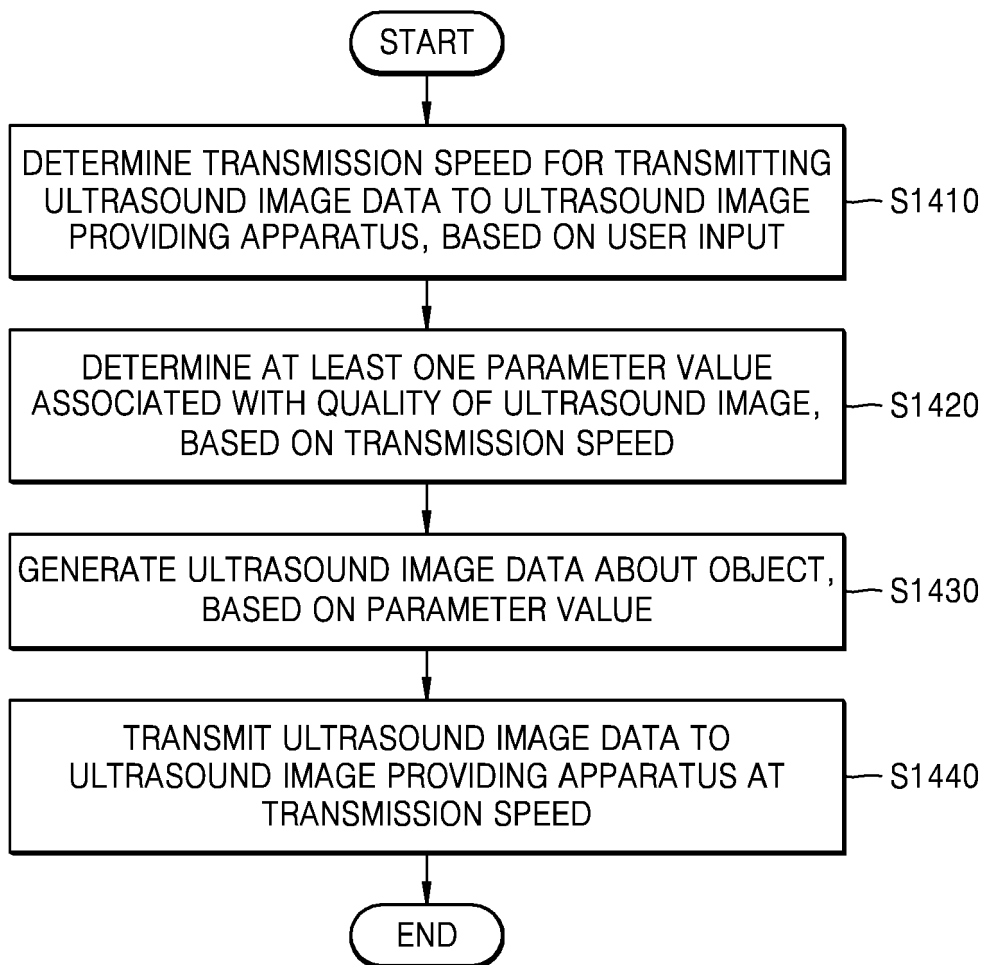 START
DETERMINE TRANSMISSION SPEED FOR TRANSMITTING
ULTRASOUND IMAGE DATA TO ULTRASOUND IMAGE
PROVIDING APPARATUS, BASED ON USER INPUT
S1410
DETERMINE AT LEAST ONE PARAMETER VALUE
ASSOCIATED WITH QUALITY OF ULTRASOUND IMAGE,
BASED ON TRANSMISSION SPEED
S1420
GENERATE ULTRASOUND IMAGE DATA ABOUT OBJECT,
BASED ON PARAMETER VALUE
S1430
TRANSMIT ULTRASOUND IMAGE DATA TO
ULTRASOUND IMAGE PROVIDING APPARATUS AT
TRANSMISSION SPEED
S1440
END